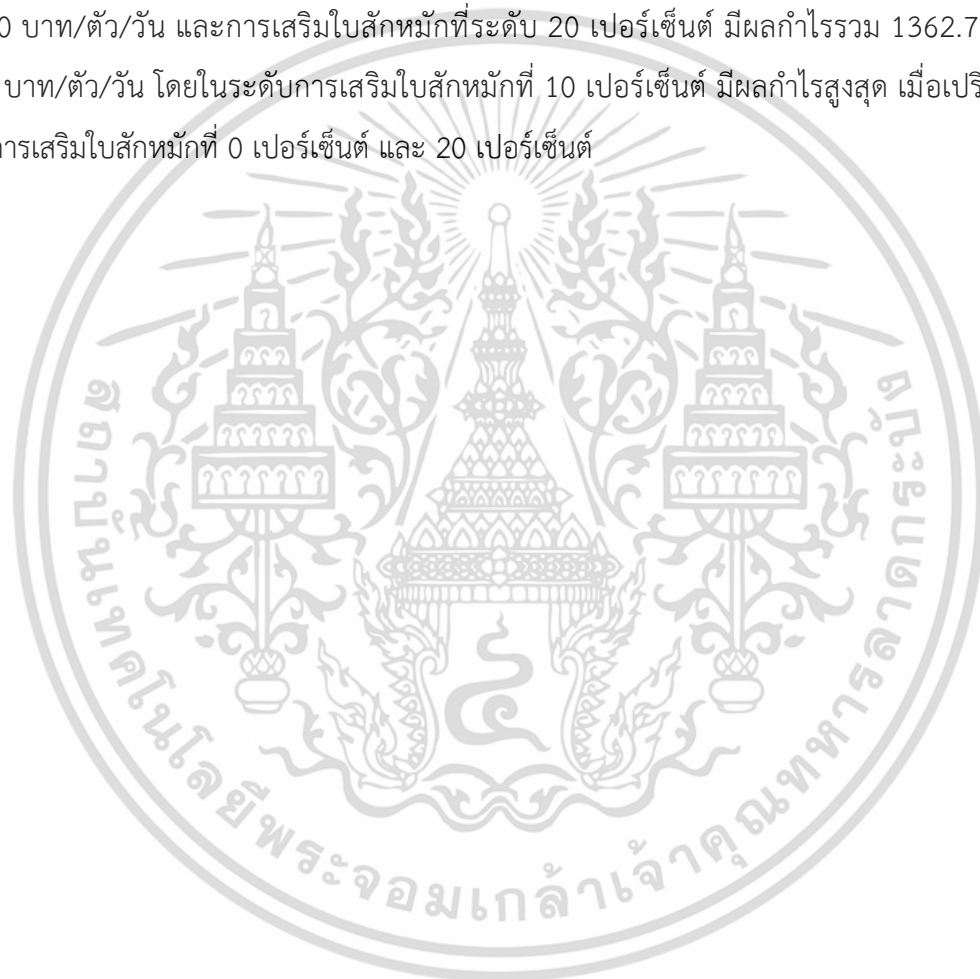 0 บาท/ตัว/วัน และการเสริมใบสักหมักที่ระดับ 20 เปอร์เซ็นต์ มีผลกำไรรวม 1362.7
บาท/ตัว/วัน โดยในระดับการเสริมใบสักหมักที่ 10 เปอร์เซ็นต์ มีผลกำไรสูงสุด เมื่อเปรี
การเสริมใบสักหมักที่ 0 เปอร์เซ็นต์ และ 20 เปอร์เซ็นต์
สถาบันเทคโนโลยีพระจอมเกล้าเจ้าคุณทหารลาดกระบัง
๔